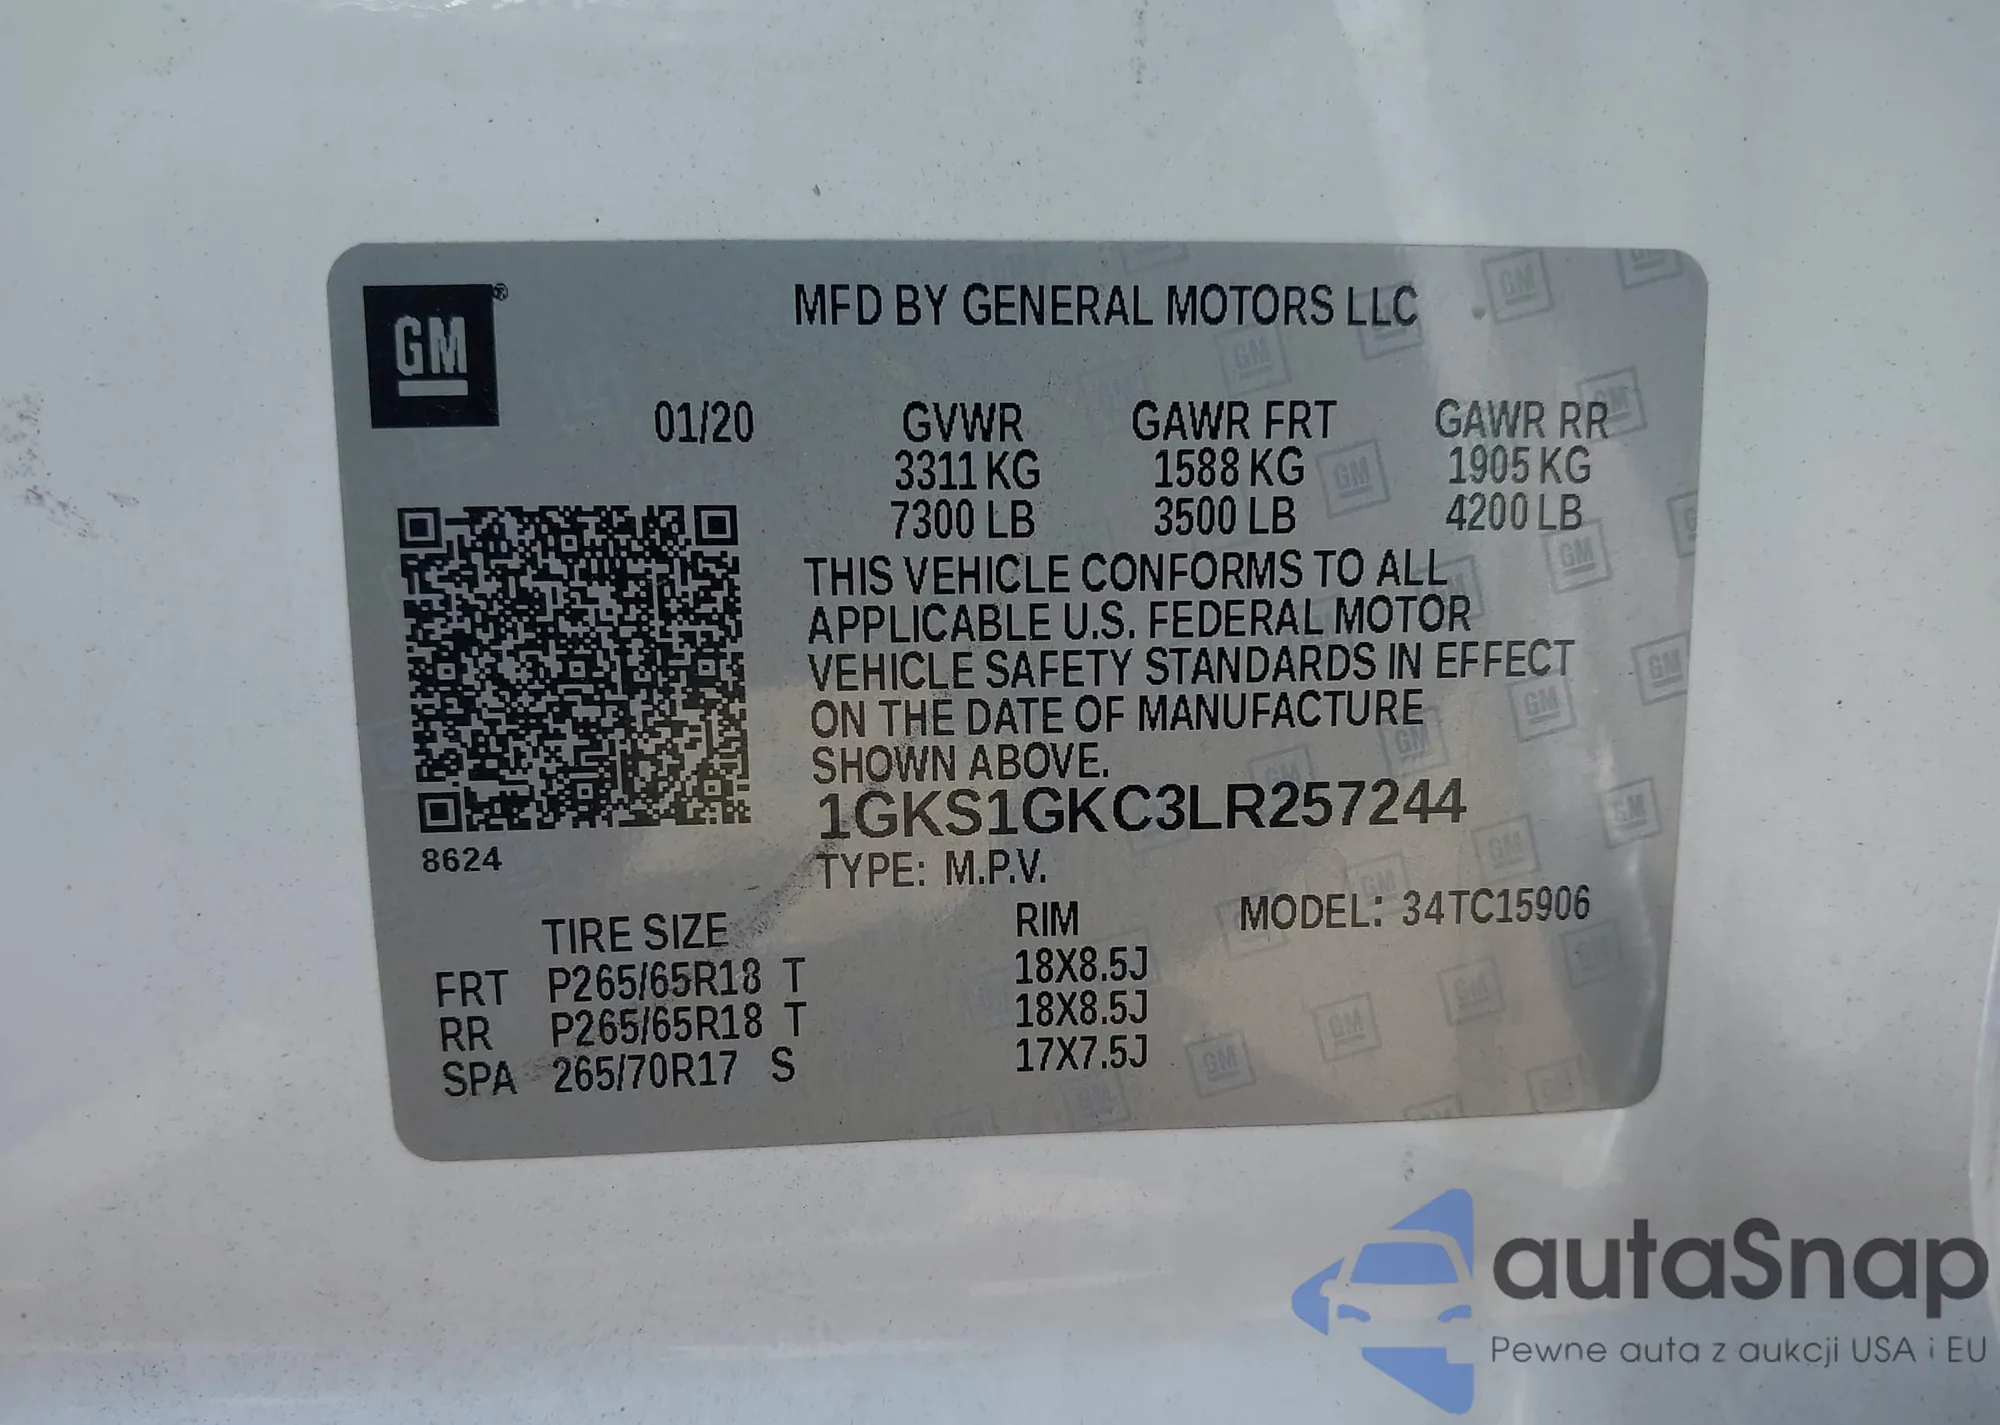 GM®
MFD BY GENERAL MOTORS LLC
01/20 GVWR GAWR FRT GAWR RR
3311 KG 1588 KG 1905 KG
7300 LB 3500 LB 4200 LB
THIS VEHICLE CONFORMS TO ALL
APPLICABLE U.S. FEDERAL MOTOR
VEHICLE SAFETY STANDARDS IN EFFECT
ON THE DATE OF MANUFACTURE
SHOWN ABOVE.
1GKS1GKC3LR257244
8624
TYPE: M.P.V.
TIRE SIZE RIM MODEL: 34TC15906
FRT P265/65R18 T 18X8.5J
RR P265/65R18 T 18X8.5J
SPA 265/70R17 S 17X7.5J
autaSnap
Pewne auta z aukcji USA i EU